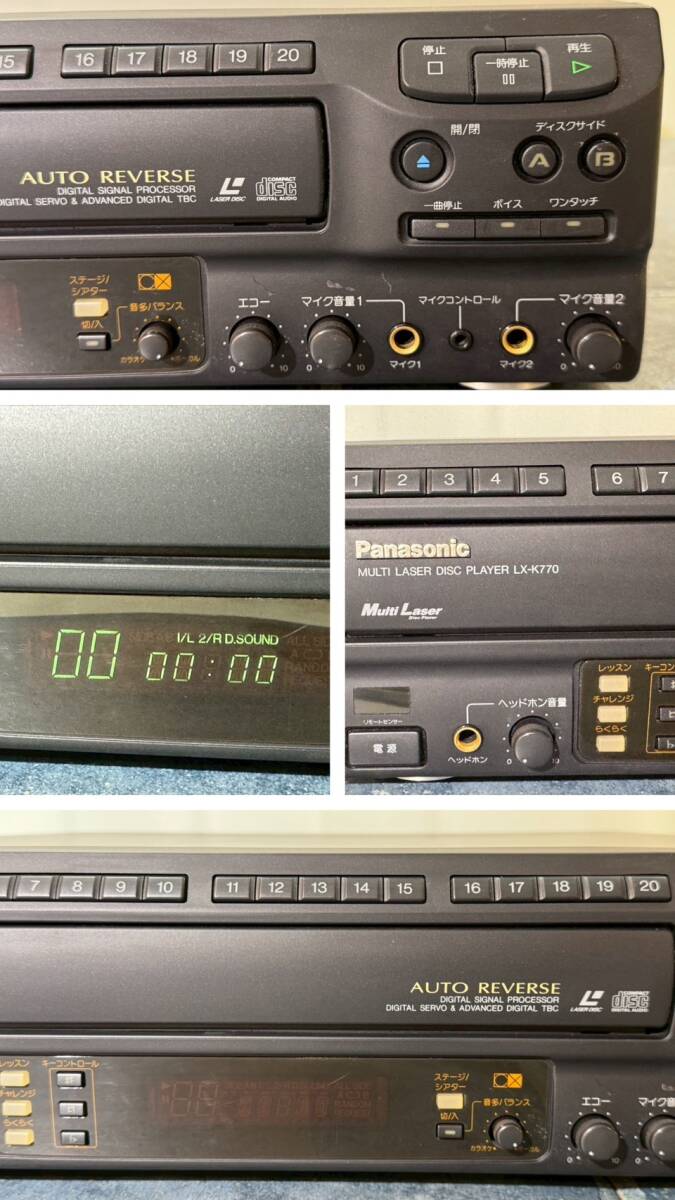 15 16 17 18 19 20
停止
一時停止
再生
開/閉
ディスクサイド
A B
一曲停止 ボイス ワンタッチ
AUTO REVERSE
DIGITAL SIGNAL PROCESSOR
DIGITAL SERVO & ADVANCED DIGITAL TBC
LASER DISC
COMPACT
disc
DIGITAL AUDIO
ステージ/
シアター
切/入
音多バランス
カラオケ
エコー
マイク音量1
マイクコントロール
マイク音量2
0 10 0 10 マイク1 マイク2 0 10
I/L 2/R D.SOUND
00 00:00
1 2 3 4 5 6 7
Panasonic
MULTI LASER DISC PLAYER LX-K770
Multi Laser
Disc Player
リモートセンサー
電源
ヘッドホン
ヘッドホン音量
0 10
レッスン
チャレンジ
らくらく
7 8 9 10 11 12 13 14 15 16 17 18 19 20
AUTO REVERSE
DIGITAL SIGNAL PROCESSOR
DIGITAL SERVO & ADVANCED DIGITAL TBC
LASER DISC
COMPACT
disc
DIGITAL AUDIO
レッスン
キーコントロール
チャレンジ
らくらく
ステージ/
シアター
切/入
音多バランス
カラオケ
エコー
0 10